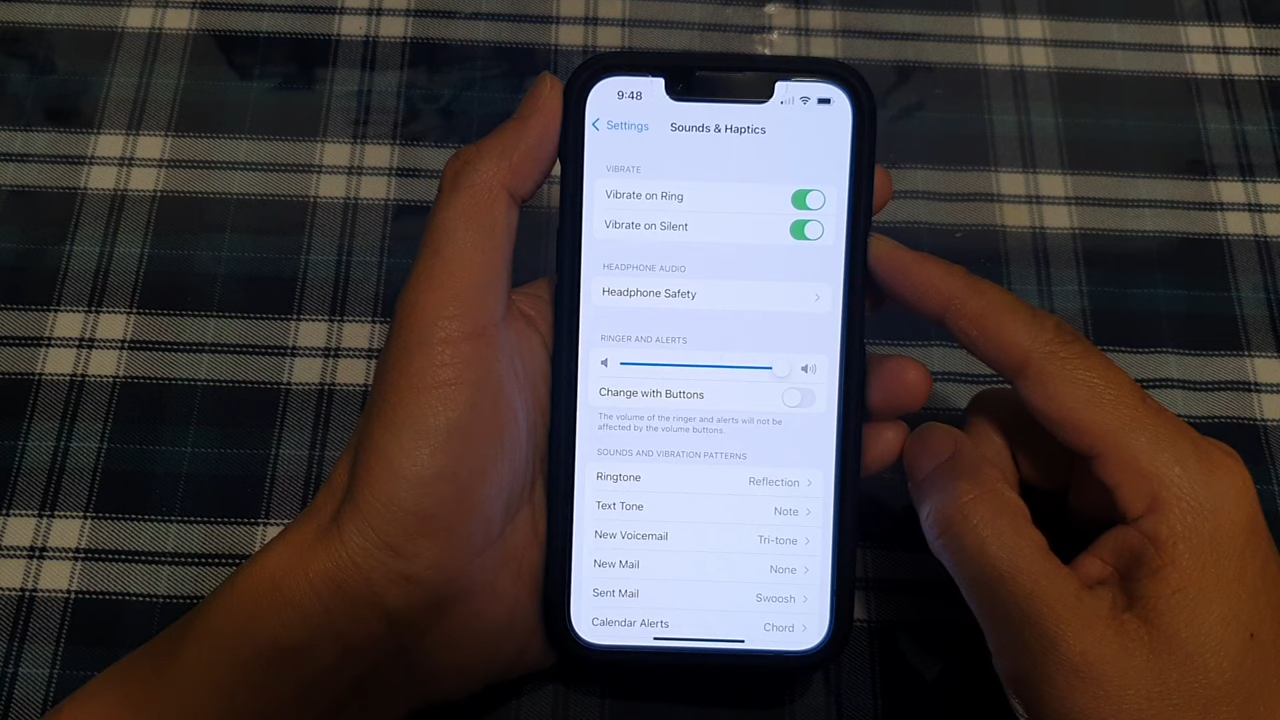 9:48
Settings
Sounds & Haptics
VIBRATE
Vibrate on Ring
Vibrate on Silent
HEADPHONE AUDIO
Headphone Safety
RINGER AND ALERTS
Change with Buttons
The volume of the ringer and alerts will not be
affected by the volume buttons.
SOUNDS AND VIBRATION PATTERNS
Ringtone Reflection
Text Tone Note
New Voicemail Tri-tone
New Mail None
Sent Mail Swoosh
Calendar Alerts Chord